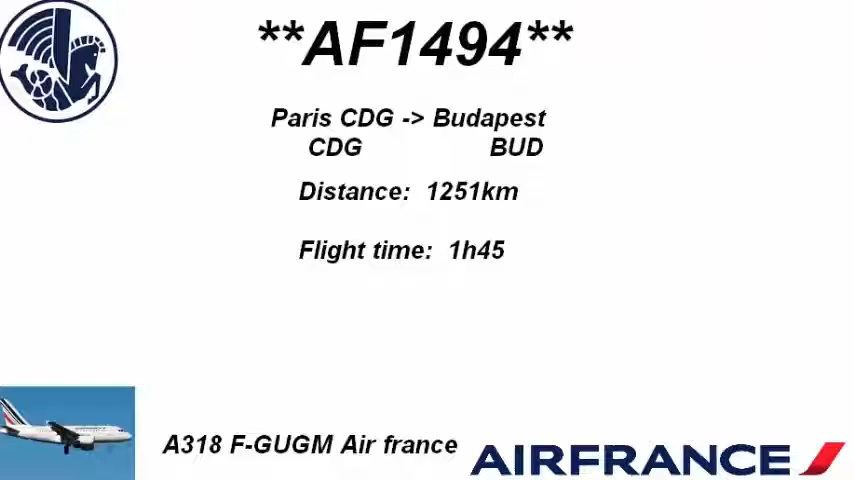 **AF1494**
Paris CDG -> Budapest
CDG BUD
Distance: 1251km
Flight time: 1h45
A318 F-GUGM Air france
AIRFRANCE